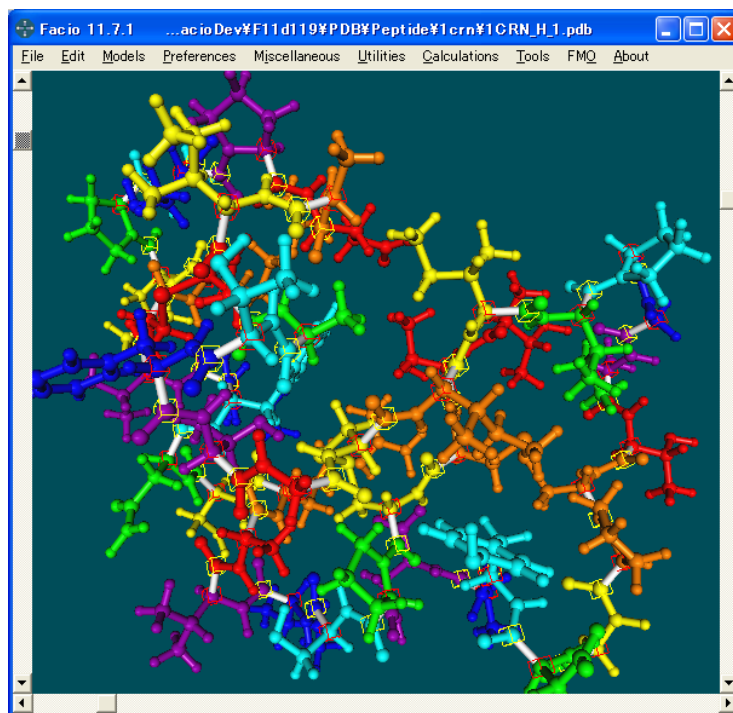 Facio 11.7.1 ...acioDev¥F11d119¥PDB¥Peptide¥1crn¥1CRN_H_1.pdb
File Edit Models Preferences Miscellaneous Utilities Calculations Tools FMO About